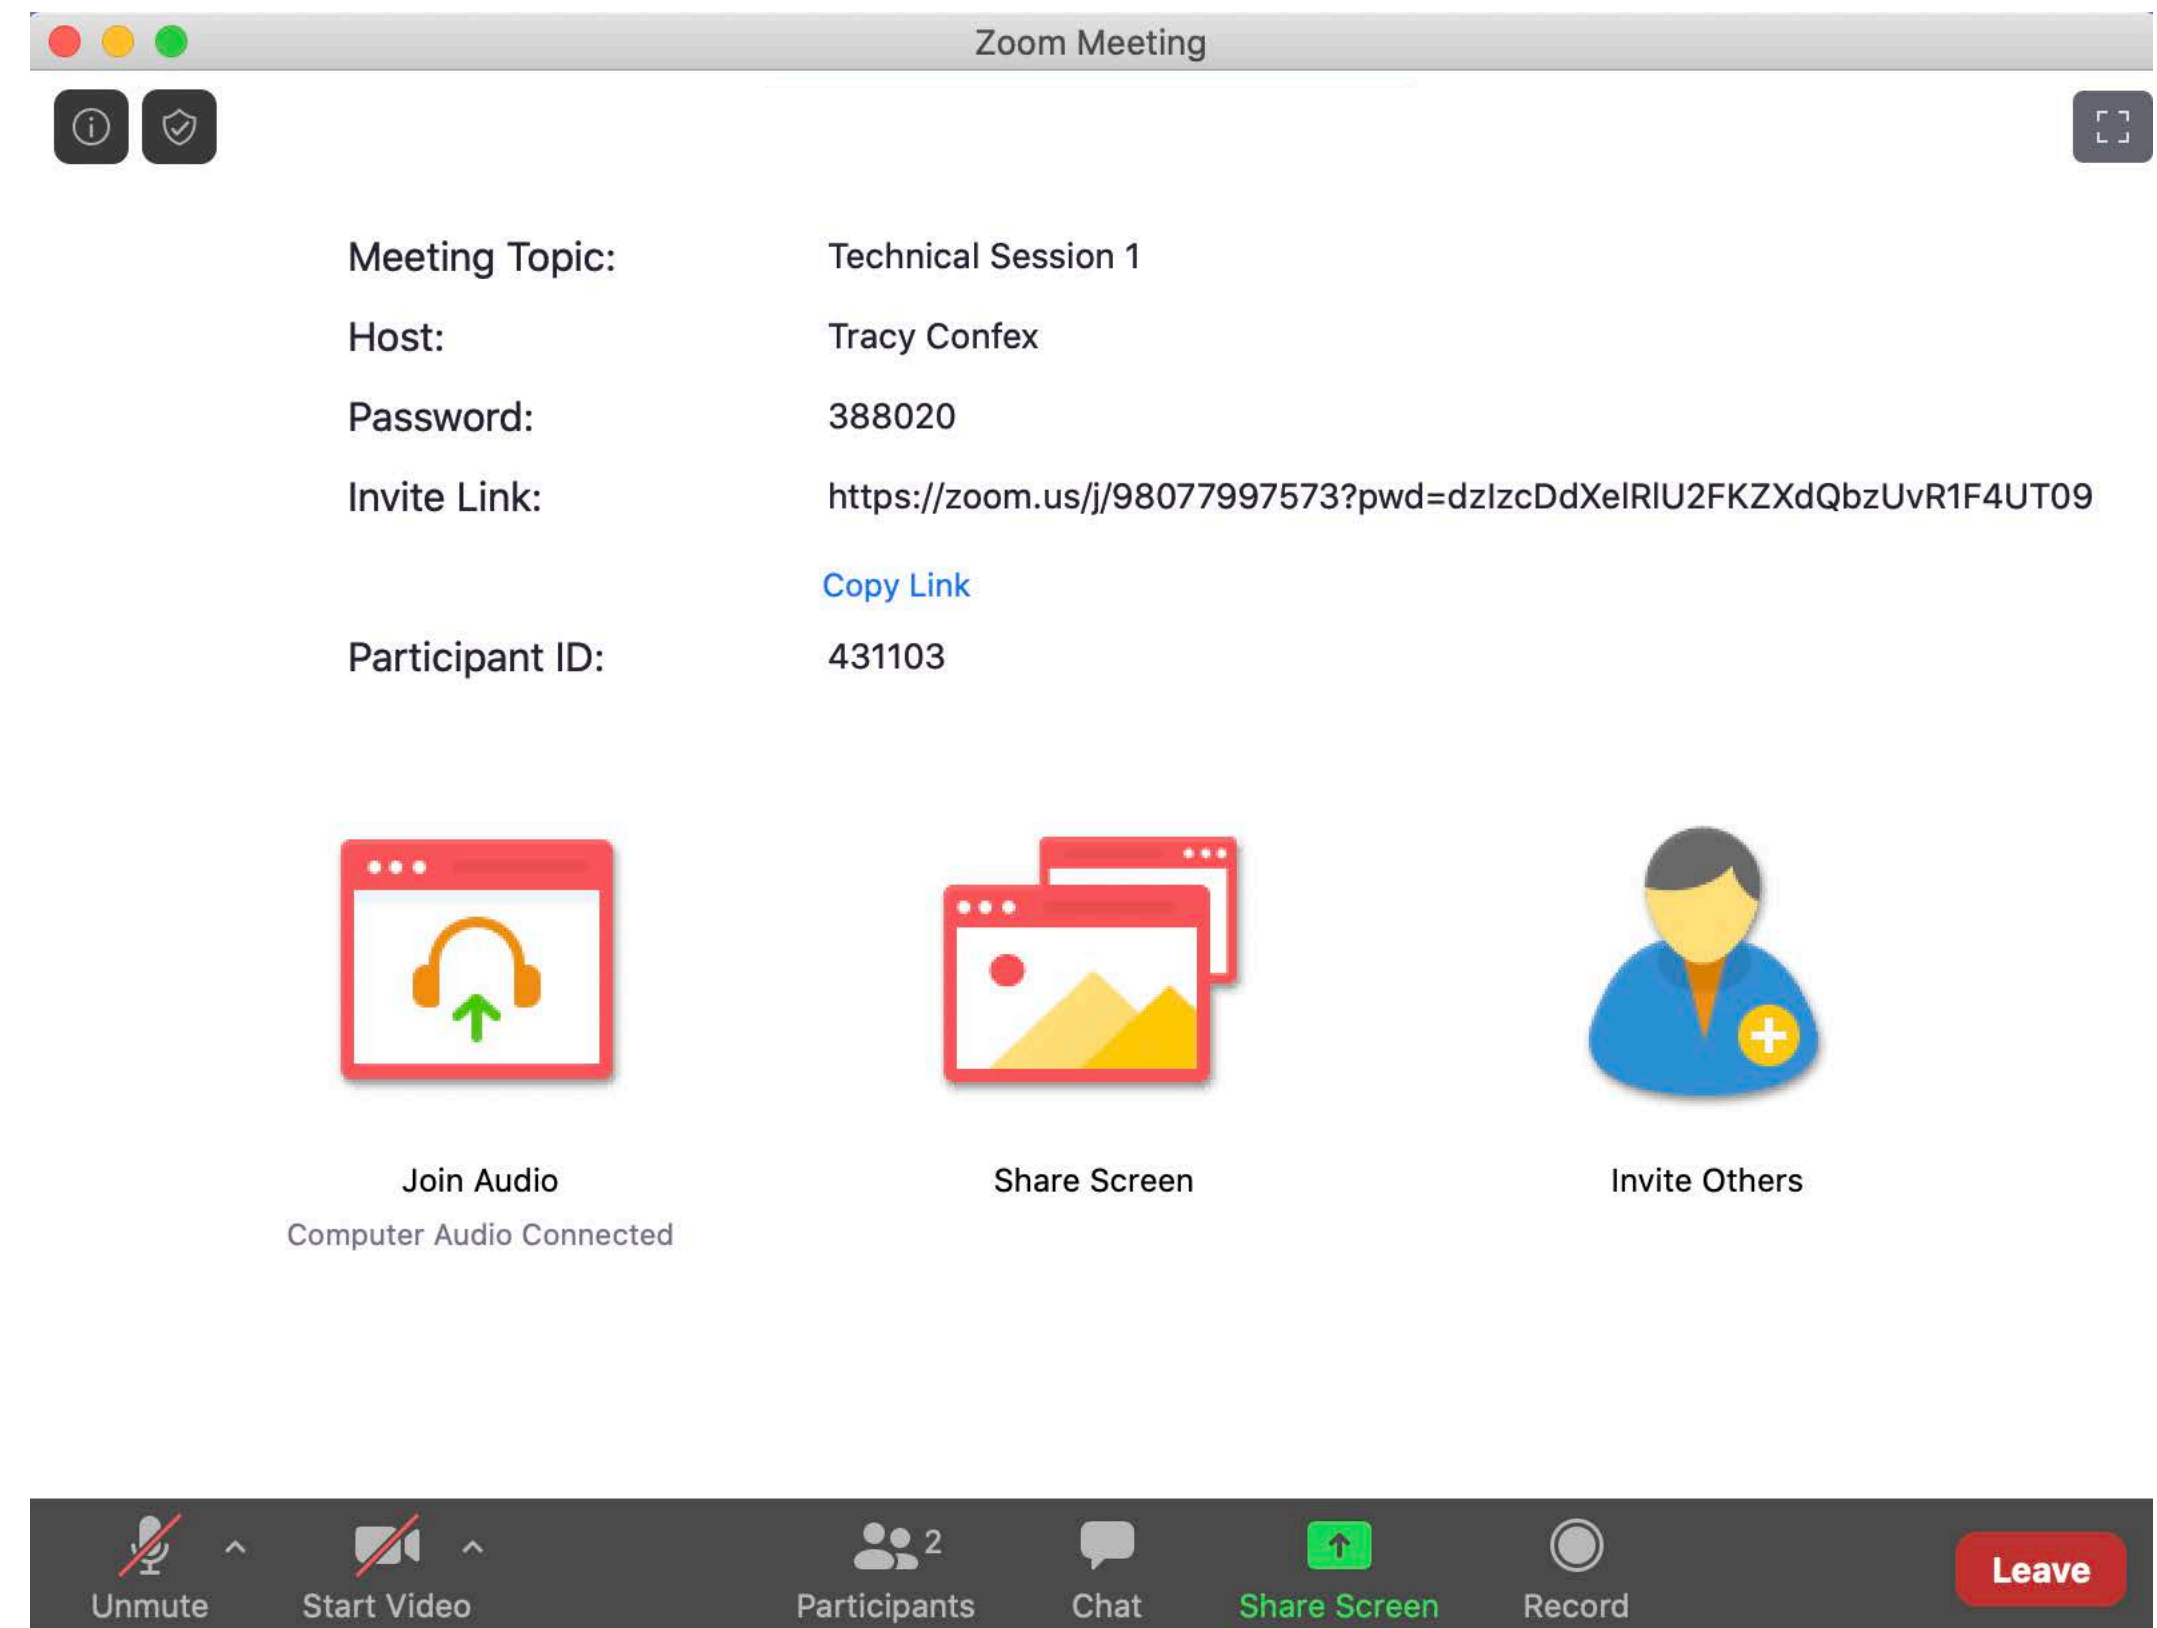 Zoom Meeting
Meeting Topic: Technical Session 1
Host: Tracy Confex
Password: 388020
Invite Link: https://zoom.us/j/98077997573?pwd=dzIzcDdXelRlU2FKZXdQbzUvR1F4UT09
Copy Link
Participant ID: 431103
Join Audio Share Screen Invite Others
Computer Audio Connected
2
Unmute Start Video Participants Chat Share Screen Record Leave